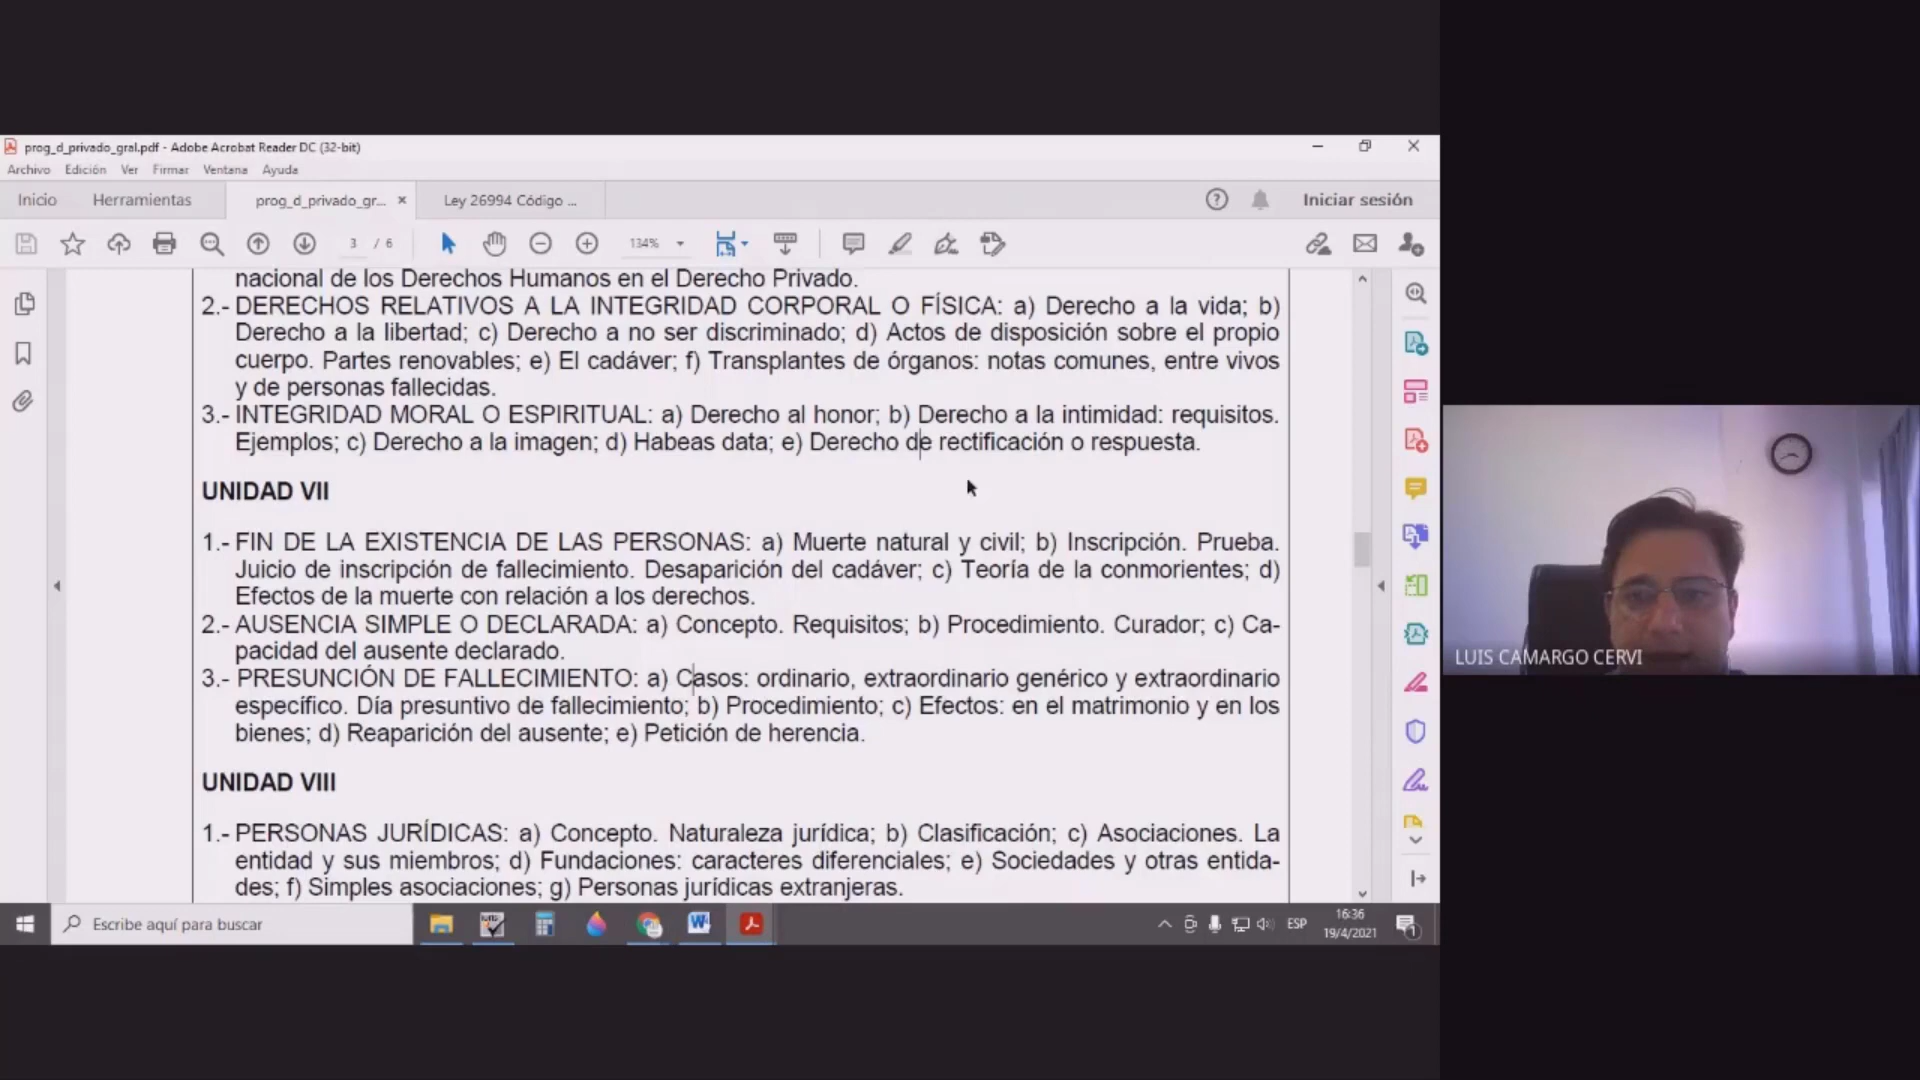 prog_d_privado_gral.pdf - Adobe Acrobat Reader DC (32-bit)
Archivo Edición Ver Firmar Ventana Ayuda
Inicio Herramientas prog_d_privado_gr... × Ley 26994 Código ... Iniciar sesión
3 / 6 134%
nacional de los Derechos Humanos en el Derecho Privado.
2.- DERECHOS RELATIVOS A LA INTEGRIDAD CORPORAL O FÍSICA: a) Derecho a la vida; b)
Derecho a la libertad; c) Derecho a no ser discriminado; d) Actos de disposición sobre el propio
cuerpo. Partes renovables; e) El cadáver; f) Transplantes de órganos: notas comunes, entre vivos
y de personas fallecidas.
3.- INTEGRIDAD MORAL O ESPIRITUAL: a) Derecho al honor; b) Derecho a la intimidad: requisitos.
Ejemplos; c) Derecho a la imagen; d) Habeas data; e) Derecho de rectificación o respuesta.
UNIDAD VII
1.- FIN DE LA EXISTENCIA DE LAS PERSONAS: a) Muerte natural y civil; b) Inscripción. Prueba.
Juicio de inscripción de fallecimiento. Desaparición del cadáver; c) Teoría de la conmorientes; d)
Efectos de la muerte con relación a los derechos.
2.- AUSENCIA SIMPLE O DECLARADA: a) Concepto. Requisitos; b) Procedimiento. Curador; c) Ca-
pacidad del ausente declarado.
3.- PRESUNCIÓN DE FALLECIMIENTO: a) Casos: ordinario, extraordinario genérico y extraordinario
específico. Día presuntivo de fallecimiento; b) Procedimiento; c) Efectos: en el matrimonio y en los
bienes; d) Reaparición del ausente; e) Petición de herencia.
UNIDAD VIII
1.- PERSONAS JURÍDICAS: a) Concepto. Naturaleza jurídica; b) Clasificación; c) Asociaciones. La
entidad y sus miembros; d) Fundaciones: caracteres diferenciales; e) Sociedades y otras entida-
des; f) Simples asociaciones; g) Personas jurídicas extranjeras.
Escribe aquí para buscar
ESP
16:36
19/4/2021
1
LUIS CAMARGO CERVI